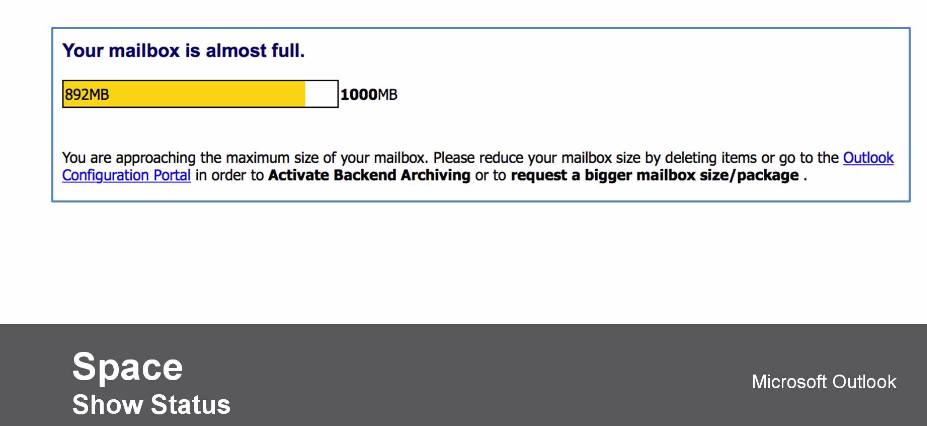 Your mailbox is almost full.
892MB 1000MB
You are approaching the maximum size of your mailbox. Please reduce your mailbox size by deleting items or go to the Outlook
Configuration Portal in order to Activate Backend Archiving or to request a bigger mailbox size/package .
Space
Show Status
Microsoft Outlook